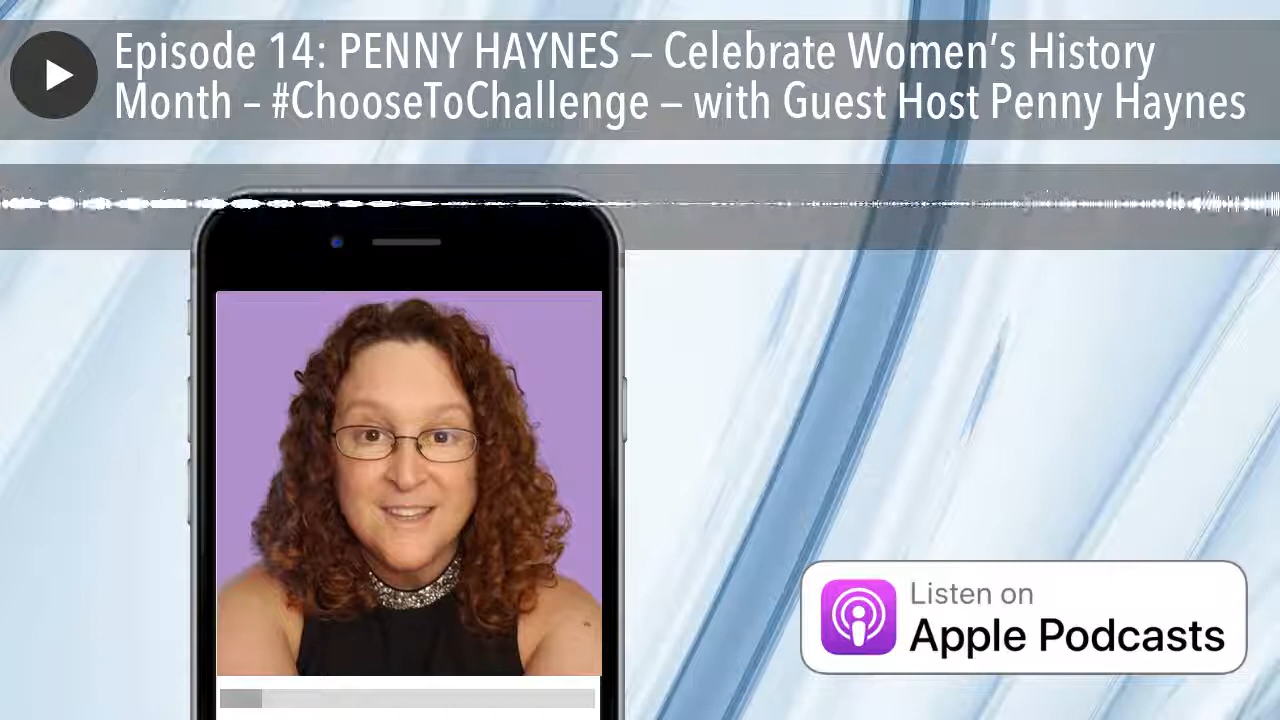 Episode 14: PENNY HAYNES – Celebrate Women’s History
Month – #ChooseToChallenge – with Guest Host Penny Haynes
Listen on
Apple Podcasts